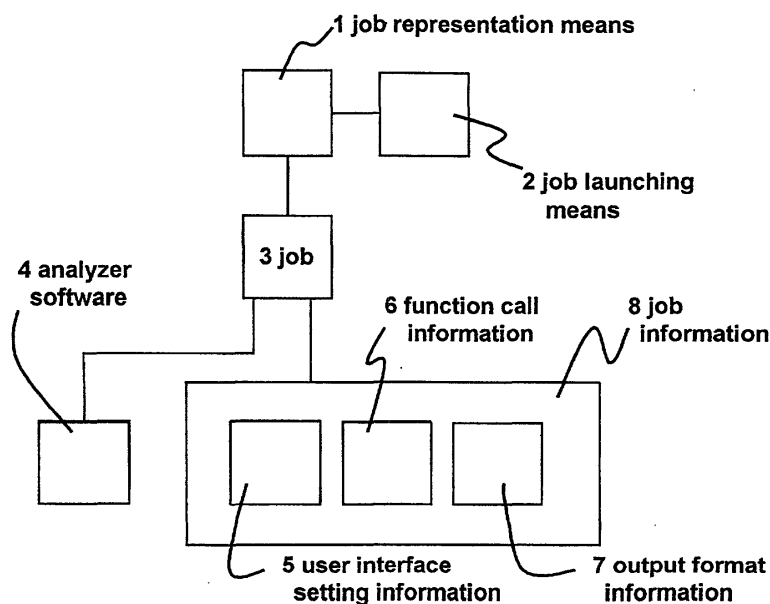 1 job representation means
2 job launching
means
3 job
4 analyzer
software
6 function call
information
8 job
information
5 user interface
setting information
7 output format
information